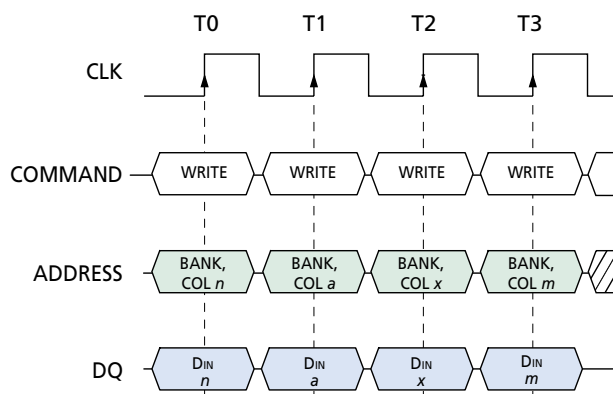 T0 T1 T2 T3
CLK
COMMAND WRITE WRITE WRITE WRITE
ADDRESS BANK, COL n BANK, COL a BANK, COL x BANK, COL m
DQ DIN n DIN a DIN x DIN m